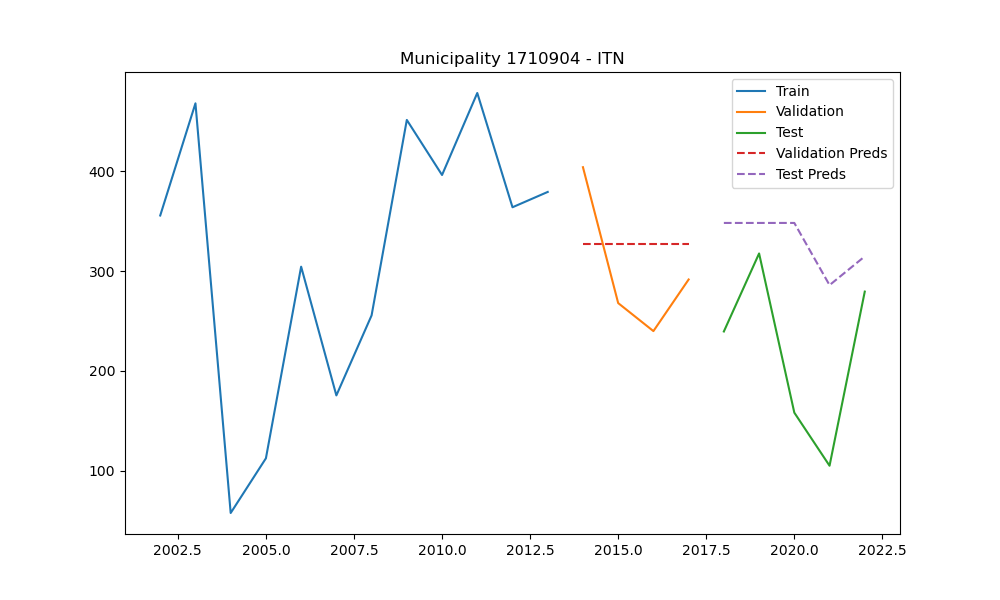 Municipality 1710904 - ITN
Train
Validation
Test
Validation Preds
Test Preds
400
300
200
100
2002.5 2005.0 2007.5 2010.0 2012.5 2015.0 2017.5 2020.0 2022.5